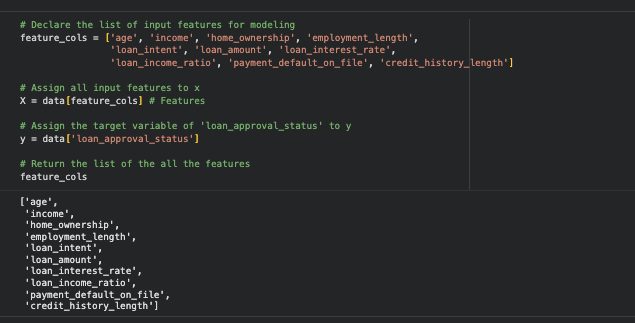 # Declare the list of input features for modeling
feature_cols = ['age', 'income', 'home_ownership', 'employment_length',
'loan_intent', 'loan_amount', 'loan_interest_rate',
'loan_income_ratio', 'payment_default_on_file', 'credit_history_length']
# Assign all input features to x
X = data[feature_cols] # Features
# Assign the target variable of 'loan_approval_status' to y
y = data['loan_approval_status']
# Return the list of the all the features
feature_cols
['age',
'income',
'home_ownership',
'employment_length',
'loan_intent',
'loan_amount',
'loan_interest_rate',
'loan_income_ratio',
'payment_default_on_file',
'credit_history_length']